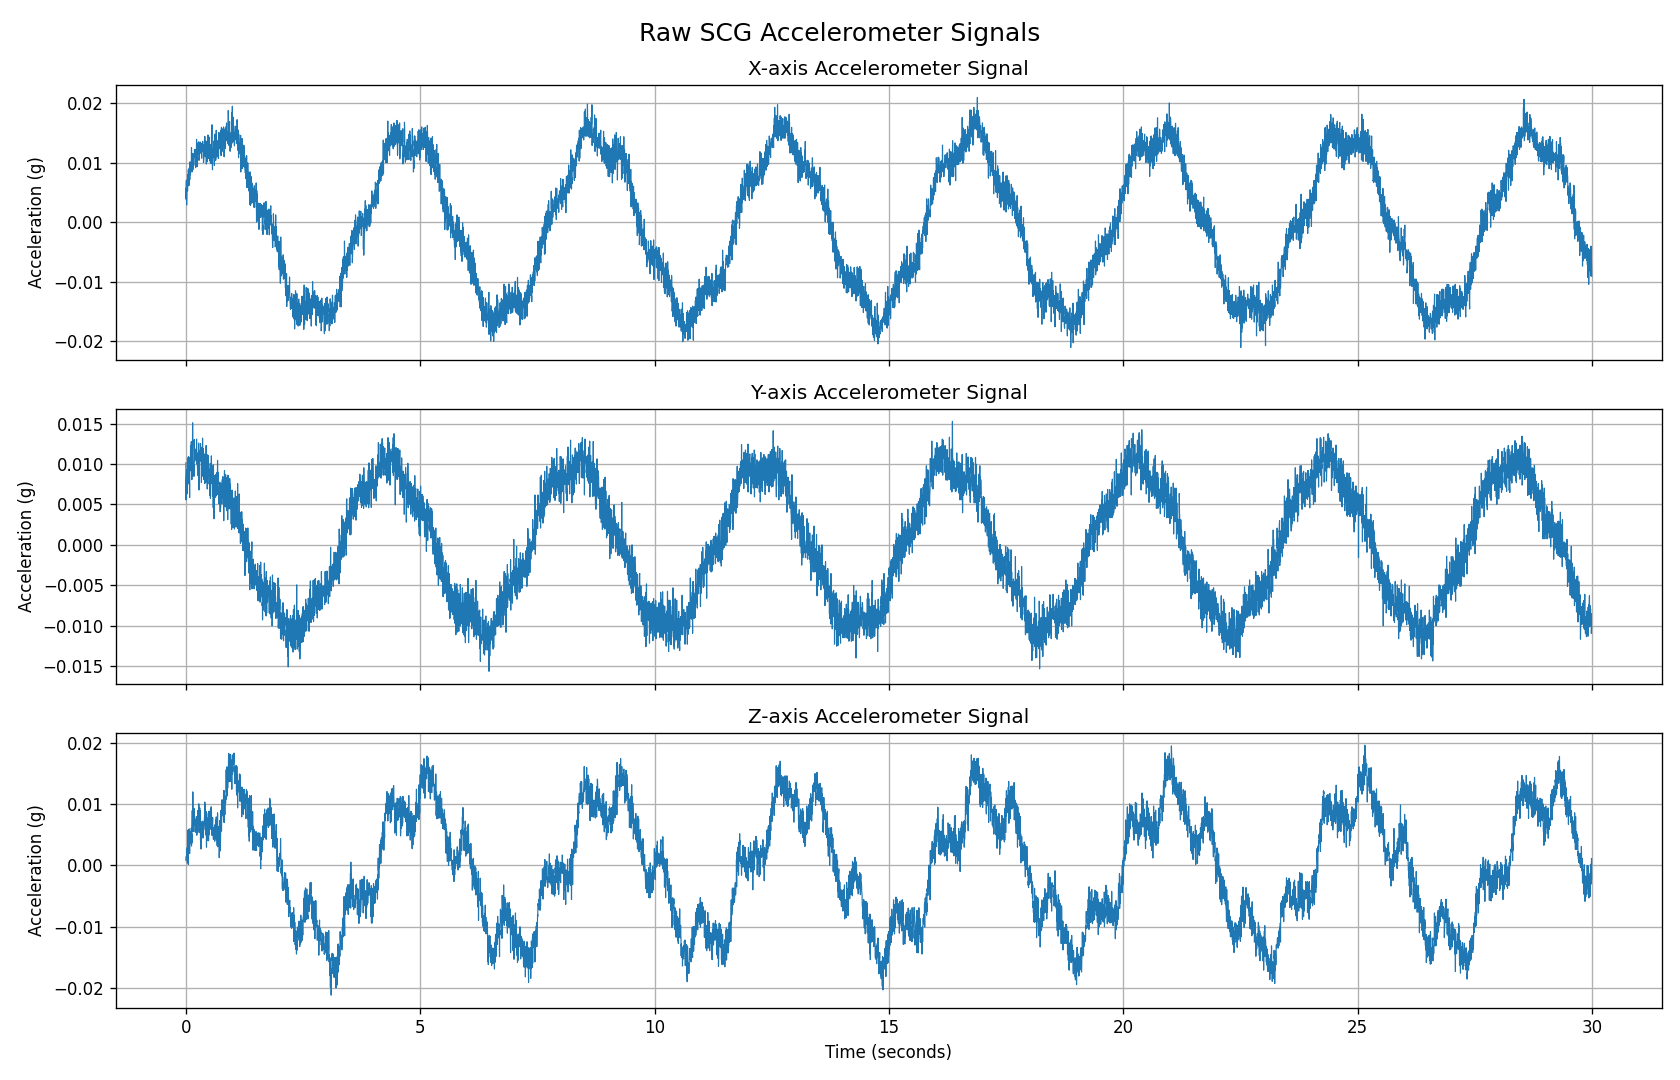 Raw SCG Accelerometer Signals
X-axis Accelerometer Signal
0.02
0.01
0.00
−0.01
−0.02
Acceleration (g)
Y-axis Accelerometer Signal
0.015
0.010
0.005
0.000
−0.005
−0.010
−0.015
Acceleration (g)
Z-axis Accelerometer Signal
0.02
0.01
0.00
−0.01
−0.02
Acceleration (g)
0 5 10 15 20 25 30
Time (seconds)